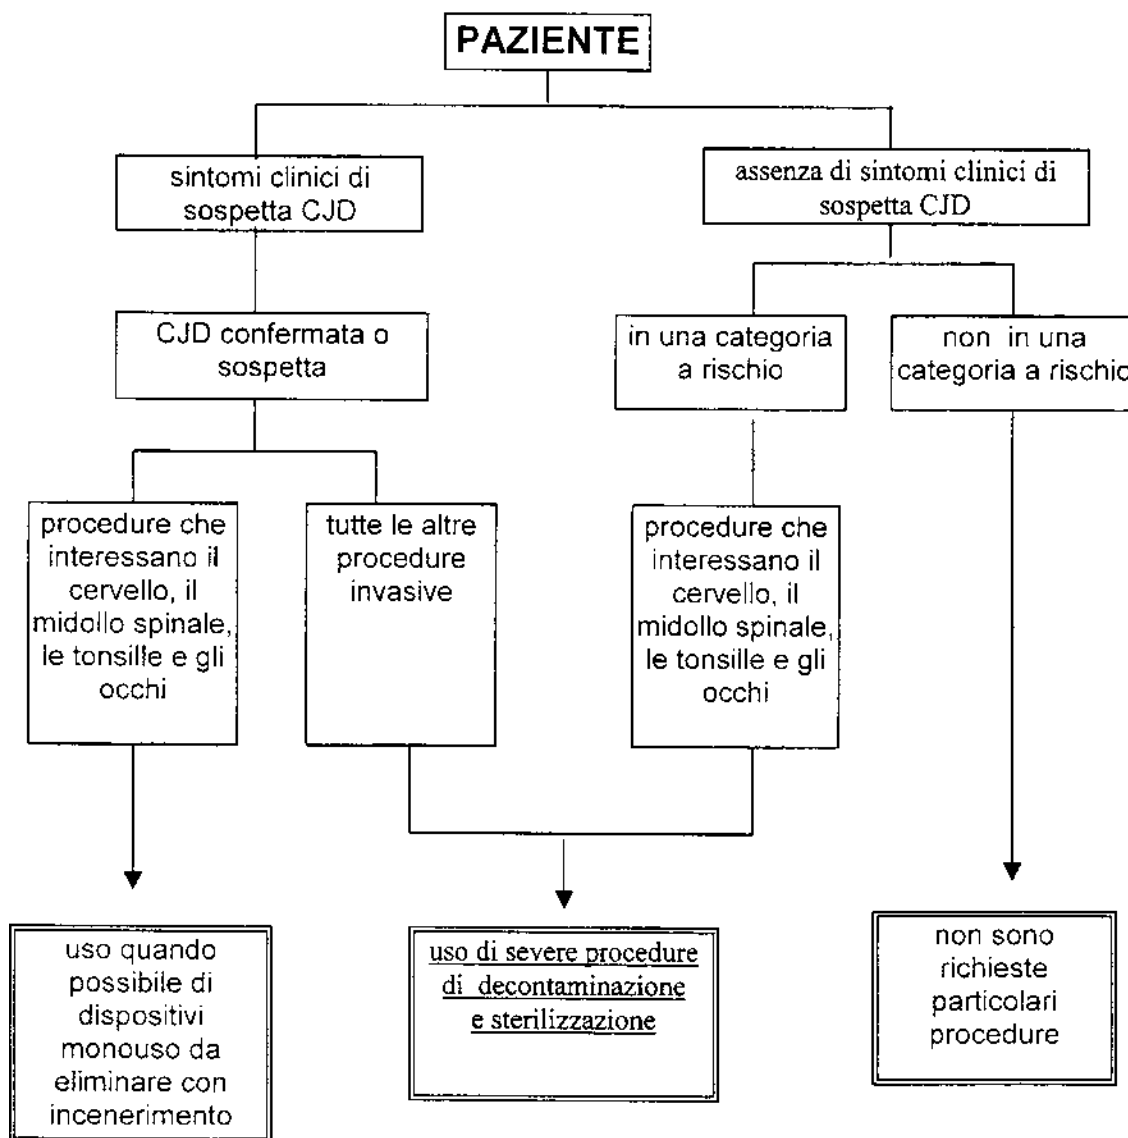 PAZIENTE
sintomi clinici di
sospetta CJD
assenza di sintomi clinici di
sospetta CJD
CJD confermata o
sospetta
in una categoria
a rischio
non in una
categoria a rischio
procedure che
interessano il
cervello, il
midollo spinale,
le tonsille e gli
occhi
tutte le altre
procedure
invasive
procedure che
interessano il
cervello, il
midollo spinale,
le tonsille e gli
occhi
uso quando
possibile di
dispositivi
monouso da
eliminare con
incenerimento
uso di severe procedure
di decontaminazione
e sterilizzazione
non sono
richieste
particolari
procedure